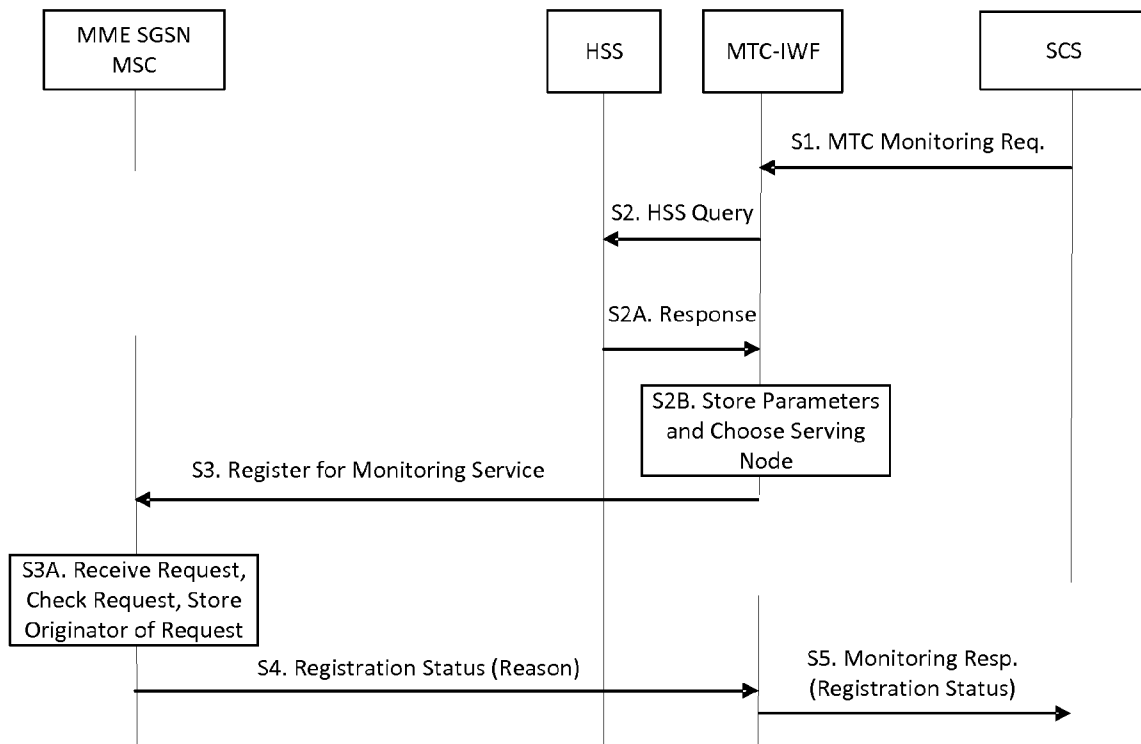 MME SGSN
MSC
HSS
MTC-IWF
SCS
S1. MTC Monitoring Req.
S2. HSS Query
S2A. Response
S2B. Store Parameters
and Choose Serving
Node
S3. Register for Monitoring Service
S3A. Receive Request,
Check Request, Store
Originator of Request
S4. Registration Status (Reason)
S5. Monitoring Resp.
(Registration Status)